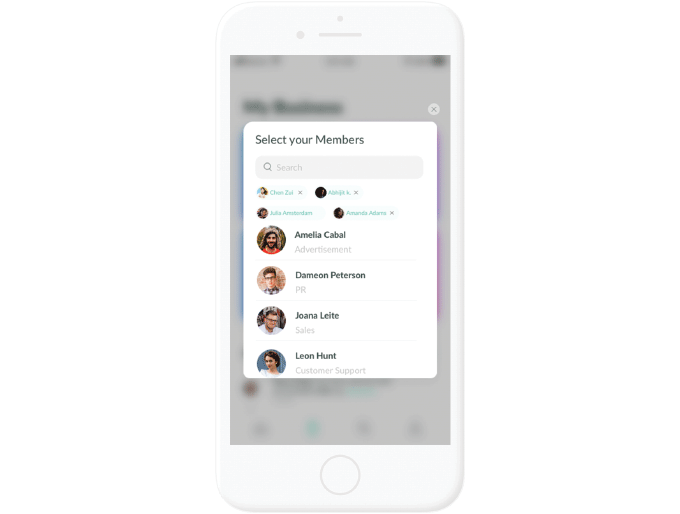 My Business
Select your Members
Search
Chen Zui × Abhijit k. ×
Julia Amsterdam Amanda Adams ×
Amelia Cabal
Advertisement
Dameon Peterson
PR
Joana Leite
Sales
Leon Hunt
Customer Support